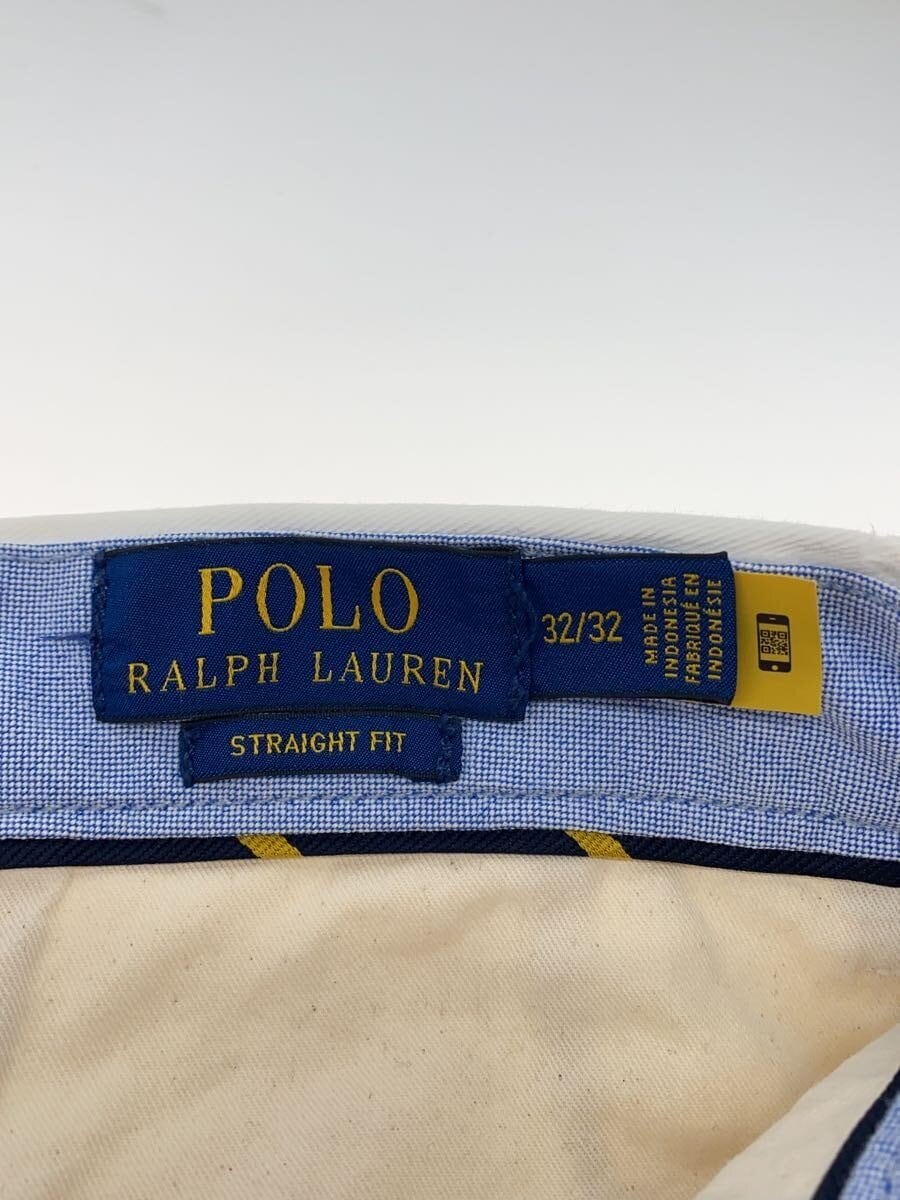 POLO
RALPH LAUREN
STRAIGHT FIT
32/32
MADE IN
INDONESIA
FABRIQUÉ EN
INDONÉSIE